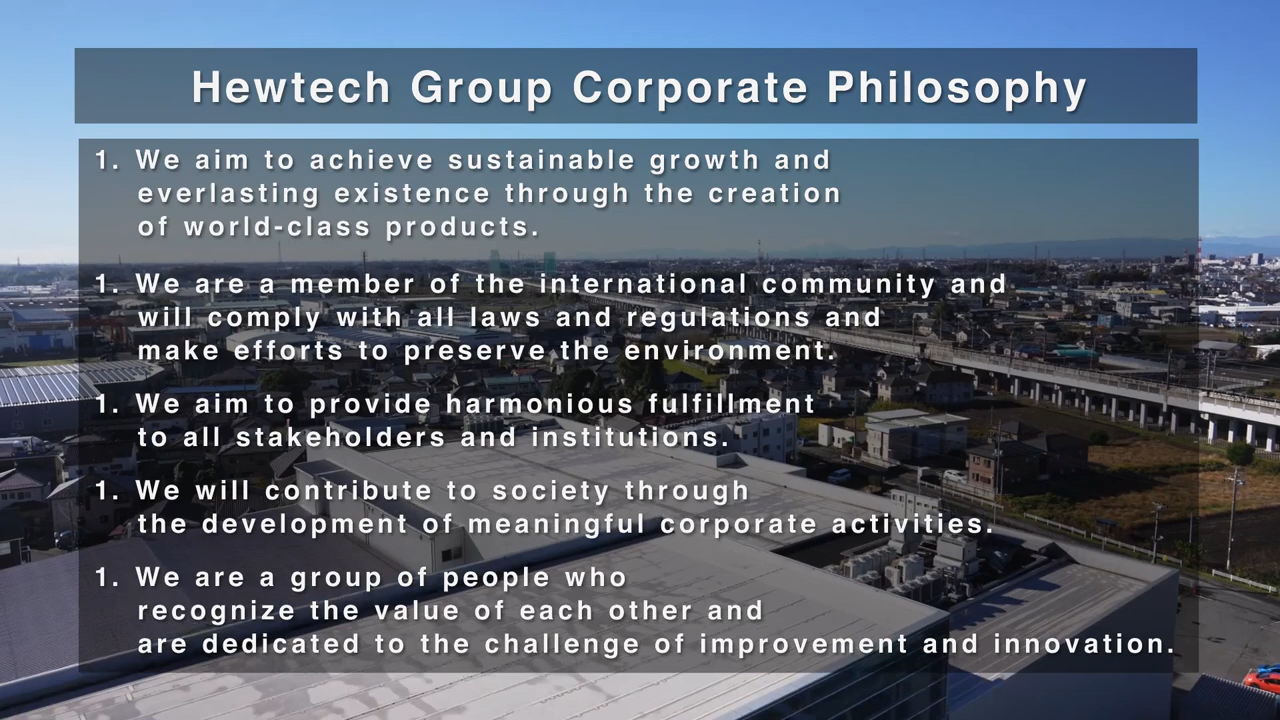 Hewtech Group Corporate Philosophy
1. We aim to achieve sustainable growth and
everlasting existence through the creation
of world-class products.
1. We are a member of the international community and
will comply with all laws and regulations and
make efforts to preserve the environment.
1. We aim to provide harmonious fulfillment
to all stakeholders and institutions.
1. We will contribute to society through
the development of meaningful corporate activities.
1. We are a group of people who
recognize the value of each other and
are dedicated to the challenge of improvement and innovation.